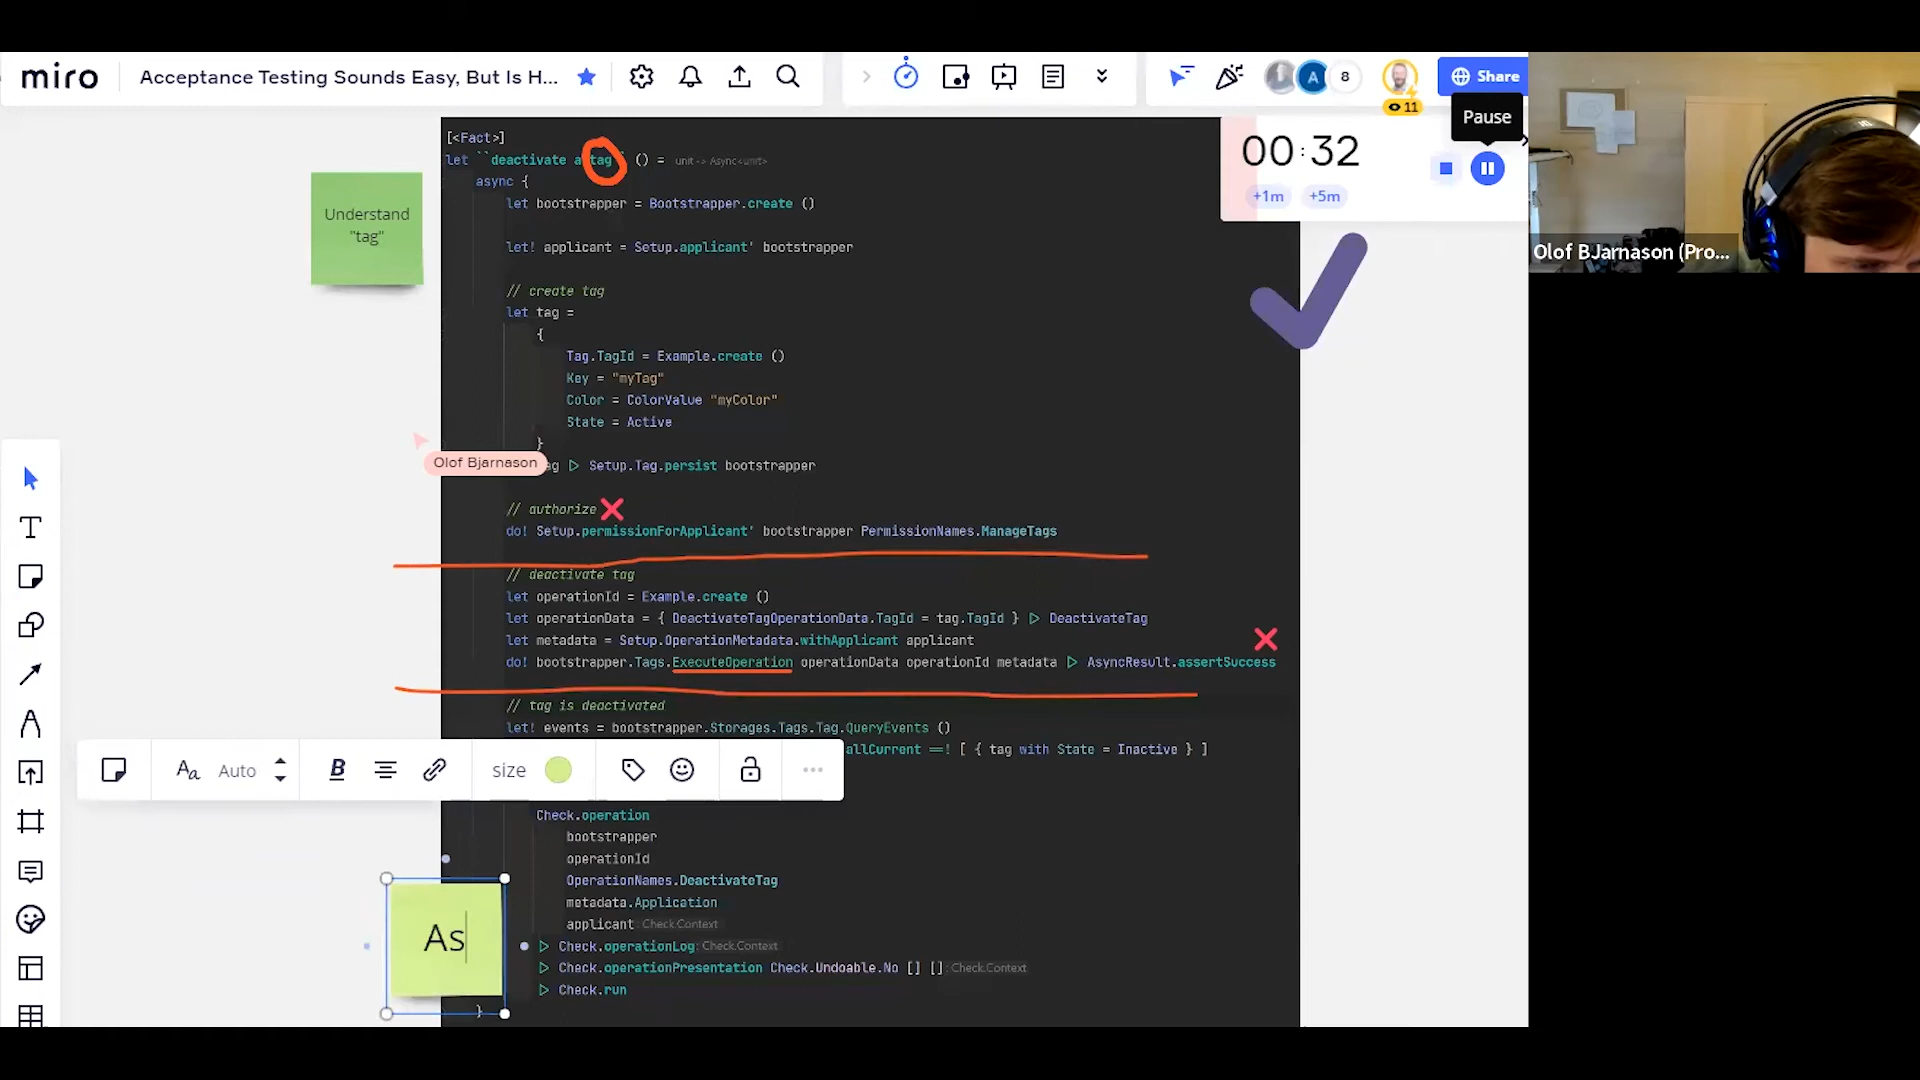 miro
Acceptance Testing Sounds Easy, But Is H...
A
8
11
Share
Pause
00:32
+1m
+5m
Olof BJarnason (Pro...
Understand
"tag"
[<Fact>]
let ``deactivate a tag () = unit -> Async<unit>
async {
let bootstrapper = Bootstrapper.create ()
let! applicant = Setup.applicant' bootstrapper
// create tag
let tag =
{
Tag.TagId = Example.create ()
Key = "myTag"
Color = ColorValue "myColor"
State = Active
}
Olof Bjarnason
ag ▷ Setup.Tag.persist bootstrapper
// authorize
do! Setup.permissionForApplicant' bootstrapper PermissionNames.ManageTags
// deactivate tag
let operationId = Example.create ()
let operationData = { DeactivateTagOperationData.TagId = tag.TagId } ▷ DeactivateTag
let metadata = Setup.OperationMetadata.withApplicant applicant
do! bootstrapper.Tags.ExecuteOperation operationData operationId metadata ▷ AsyncResult.assertSuccess
// tag is deactivated
let! events = bootstrapper.Storages.Tags.Tag.QueryEvents ()
allCurrent ==! [ { tag with State = Inactive } ]
Aa Auto B size
Check.operation
bootstrapper
operationId
OperationNames.DeactivateTag
metadata.Application
applicant: Check.Context
▷ Check.operationLog: Check.Context
▷ Check.operationPresentation Check.Undoable.No [] []: Check.Context
▷ Check.run
}
As